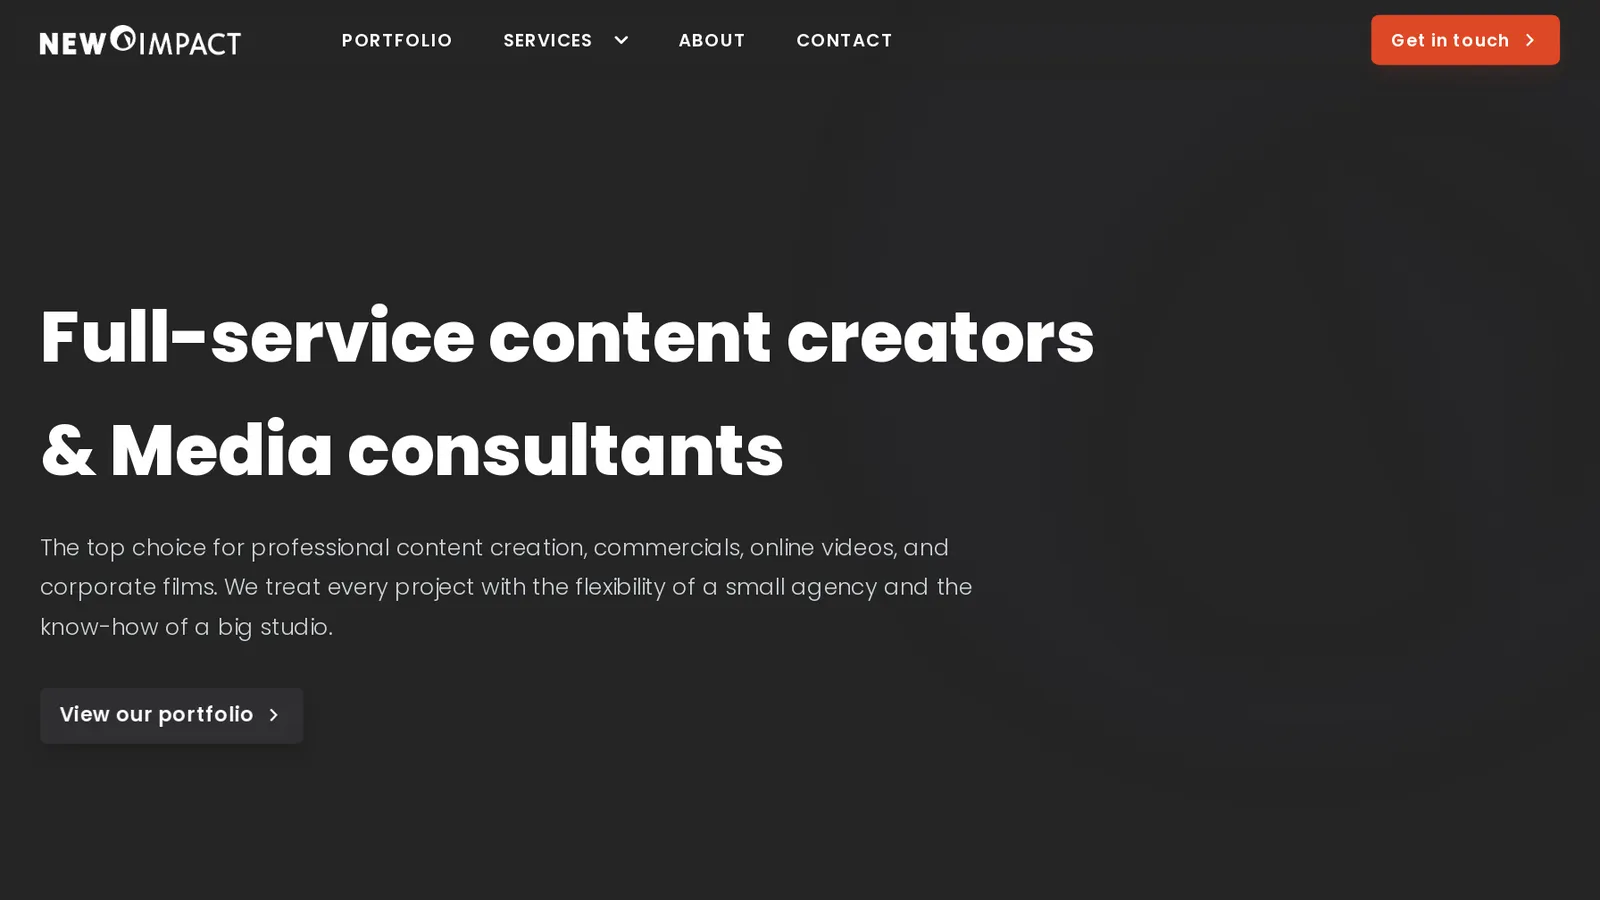 NEW IMPACT
PORTFOLIO
SERVICES
ABOUT
CONTACT
Get in touch
Full-service content creators
& Media consultants
The top choice for professional content creation, commercials, online videos, and
corporate films. We treat every project with the flexibility of a small agency and the
know-how of a big studio.
View our portfolio